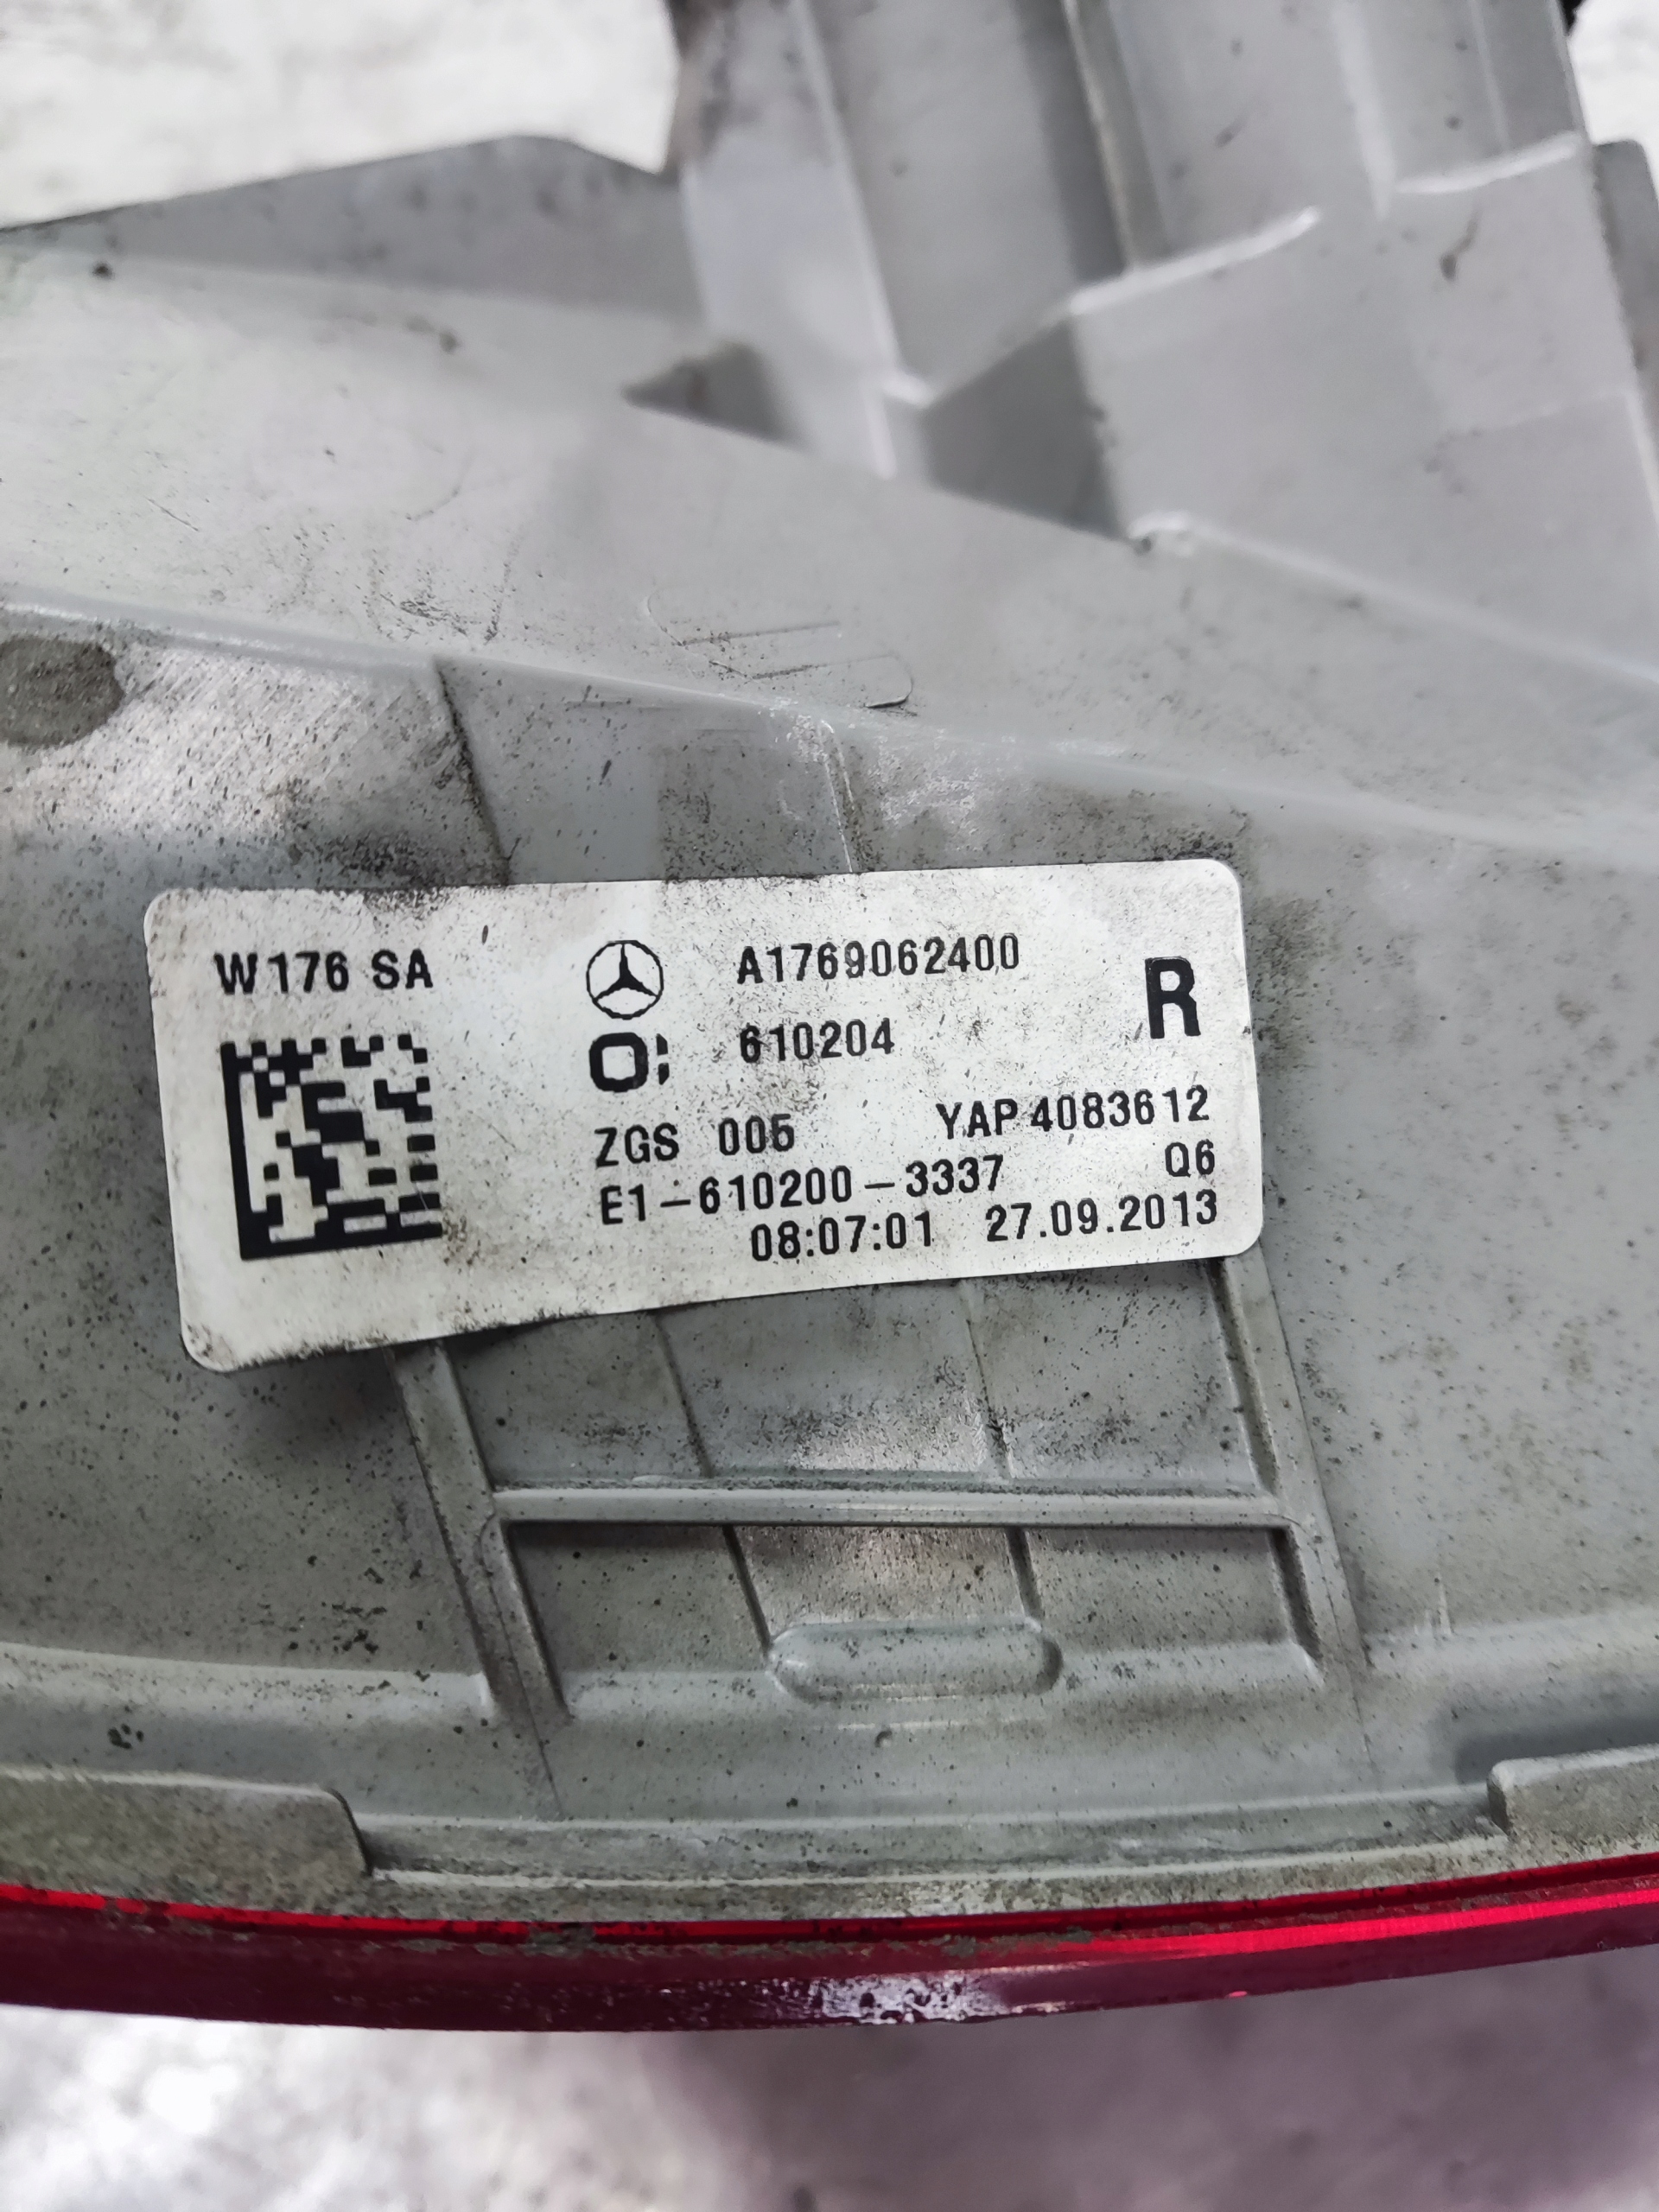 W176 SA A1769062400 R
O: 610204
ZGS 005 YAP 4083612
E1-610200-3337 Q6
08:07:01 27.09.2013